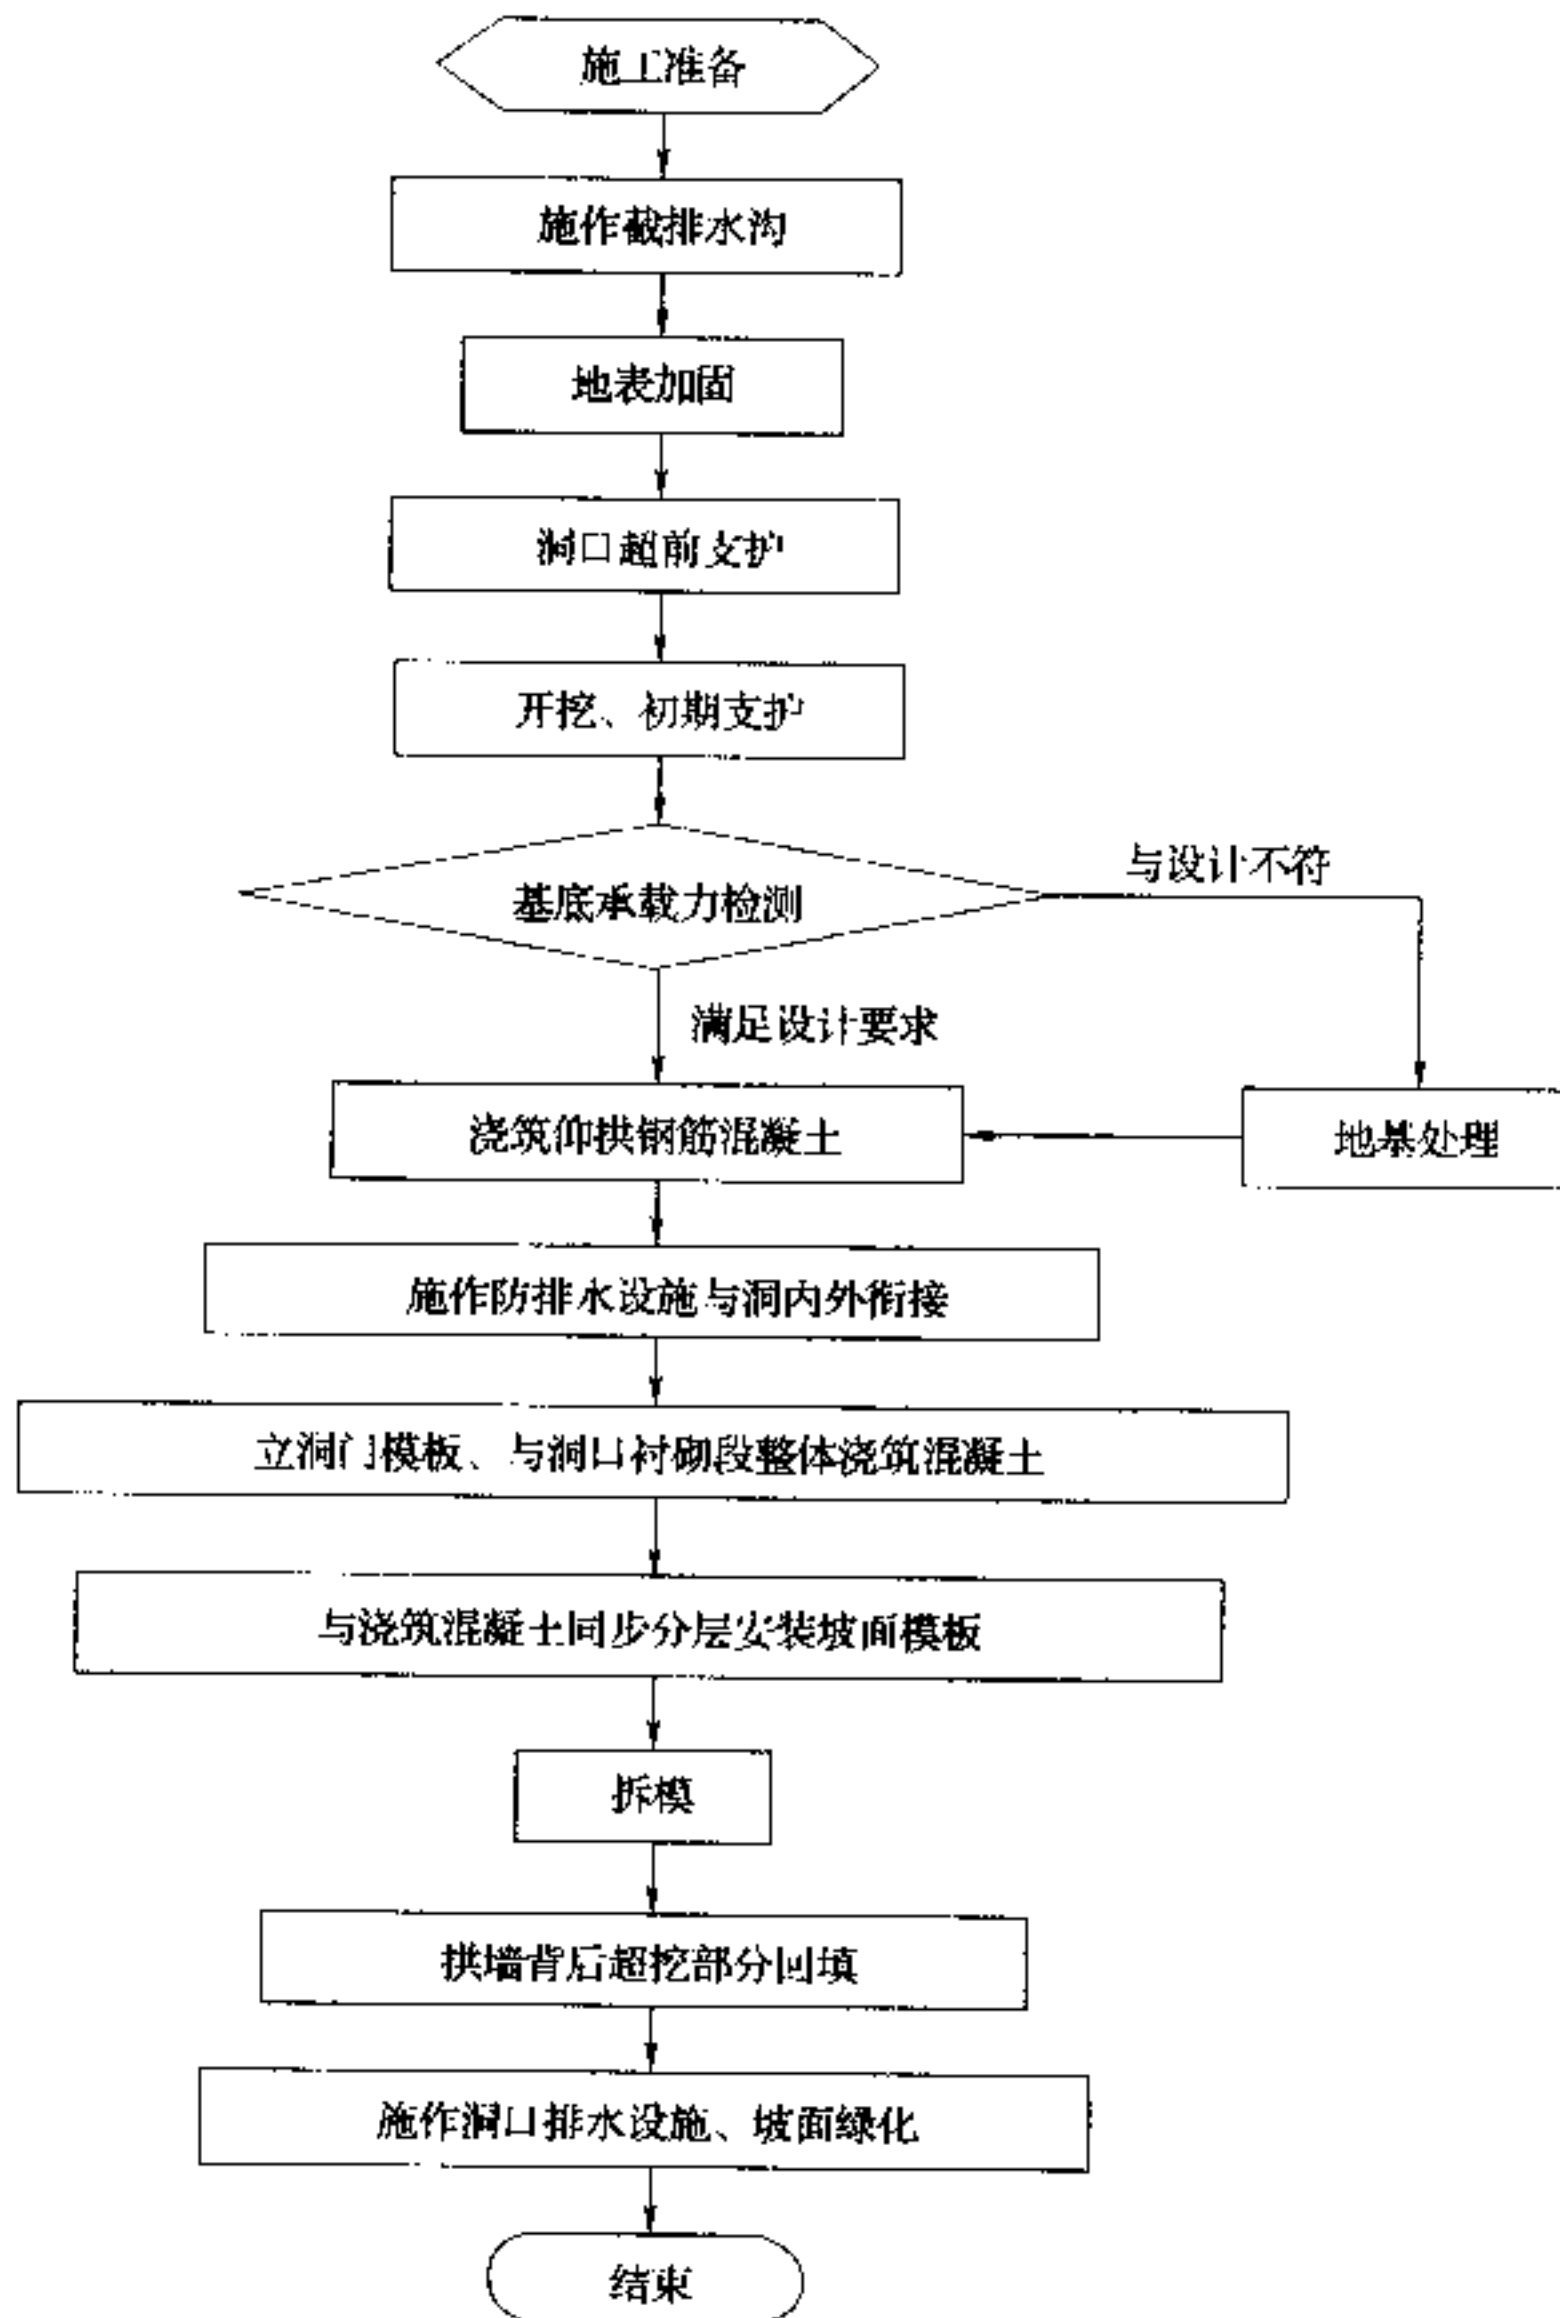 施工准备
施作截排水沟
地表加固
洞口超前支护
开挖、初期支护
与设计不符
基底承载力检测
满足设计要求
浇筑仰拱钢筋混凝土
地基处理
施作防排水设施与洞内外衔接
立洞门模板、与洞口衬砌段整体浇筑混凝土
与浇筑混凝土同步分层安装坡面模板
拆模
拱墙背后超挖部分回填
施作洞口排水设施、坡面绿化
结束